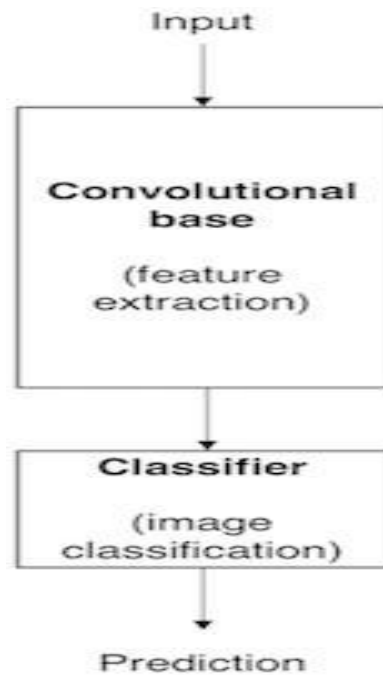 Input
Convolutional
base
(feature
extraction)
Classifier
(image
classification)
Prediction